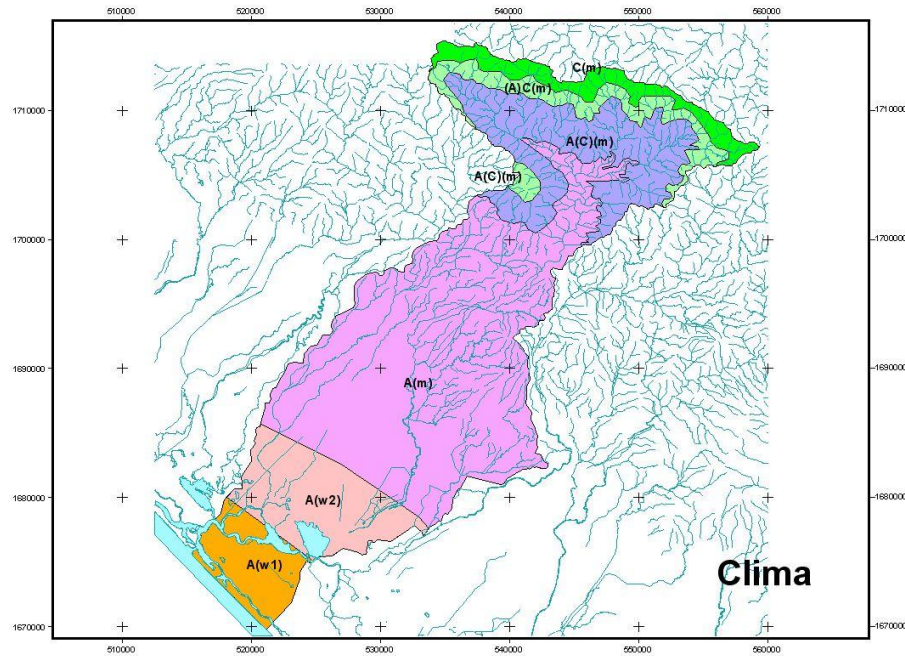 510000 520000 530000 540000 550000 560000
C(m)
(A)C(m)
1710000 1710000
A(C)(m)
A(C)(m)
1700000 1700000
1690000 1690000
A(m)
1680000 1680000
A(w2)
A(w1)
Clima
1670000 1670000
510000 520000 530000 540000 550000 560000